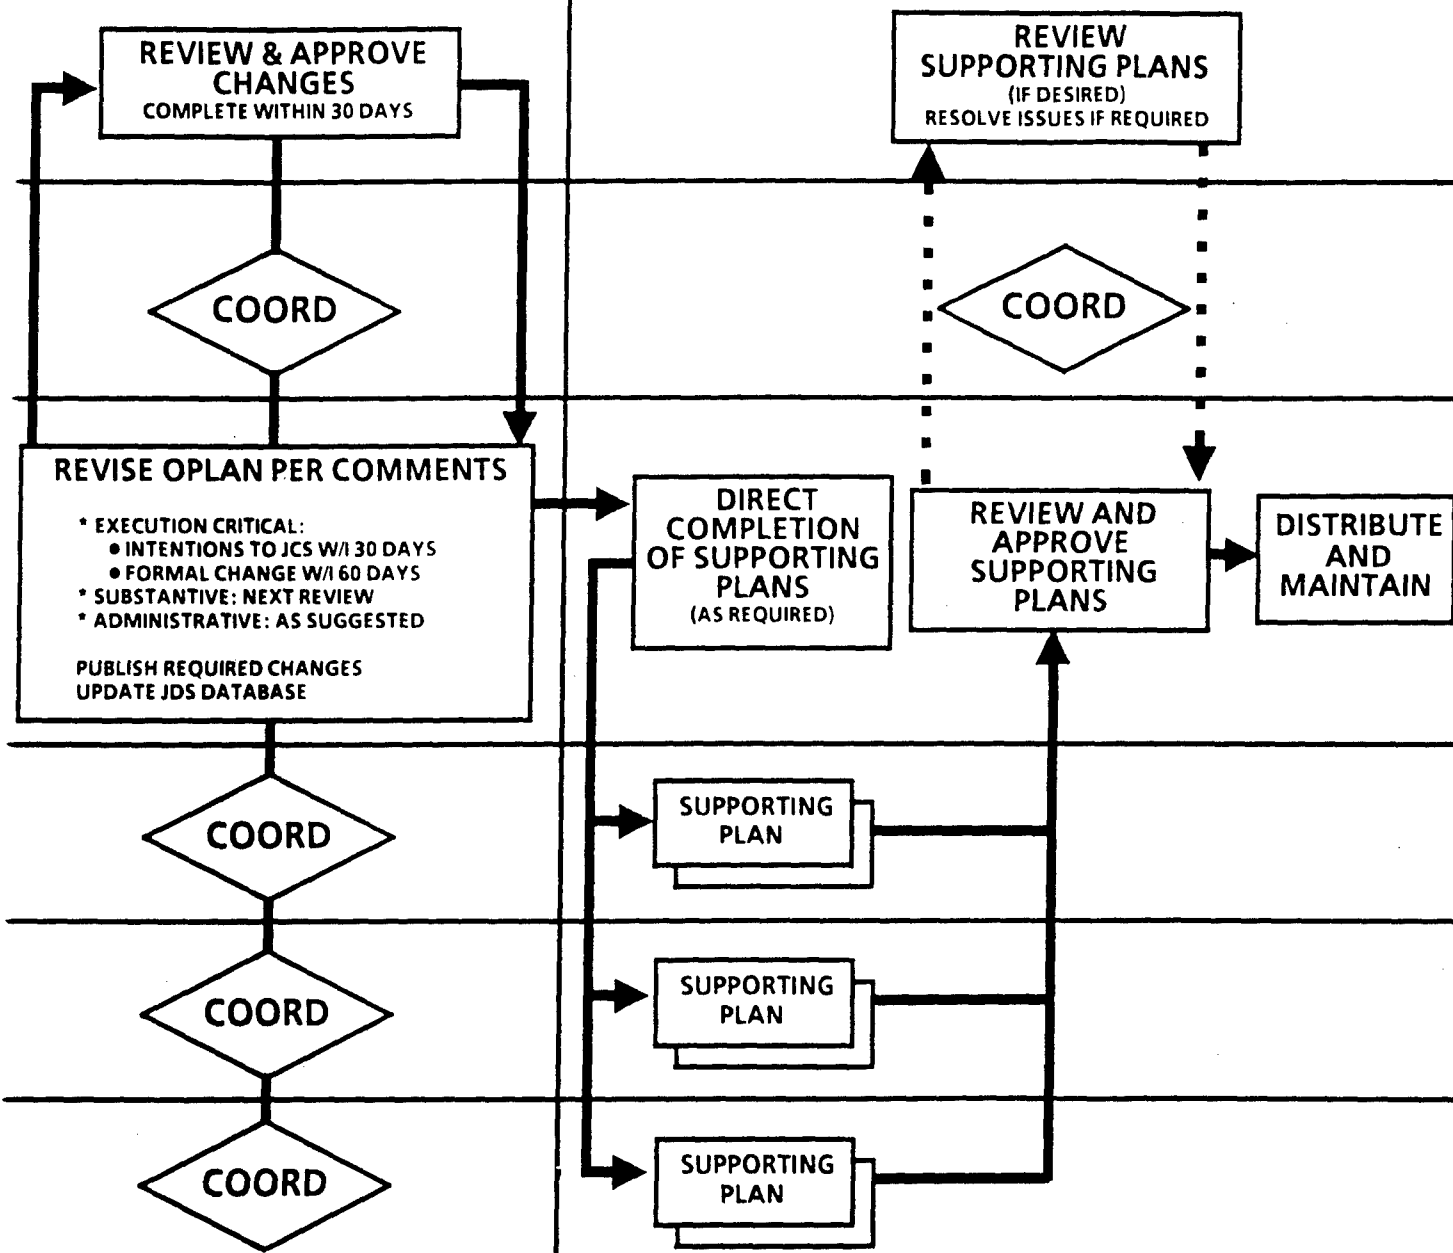 REVIEW & APPROVE
CHANGES
COMPLETE WITHIN 30 DAYS
COORD
REVISE OPLAN PER COMMENTS
* EXECUTION CRITICAL:
● INTENTIONS TO JCS W/I 30 DAYS
● FORMAL CHANGE W/I 60 DAYS
* SUBSTANTIVE: NEXT REVIEW
* ADMINISTRATIVE: AS SUGGESTED
PUBLISH REQUIRED CHANGES
UPDATE JDS DATABASE
COORD
COORD
COORD
REVIEW
SUPPORTING PLANS
(IF DESIRED)
RESOLVE ISSUES IF REQUIRED
COORD
DIRECT
COMPLETION
OF SUPPORTING
PLANS
(AS REQUIRED)
REVIEW AND
APPROVE
SUPPORTING
PLANS
DISTRIBUTE
AND
MAINTAIN
SUPPORTING
PLAN
SUPPORTING
PLAN
SUPPORTING
PLAN